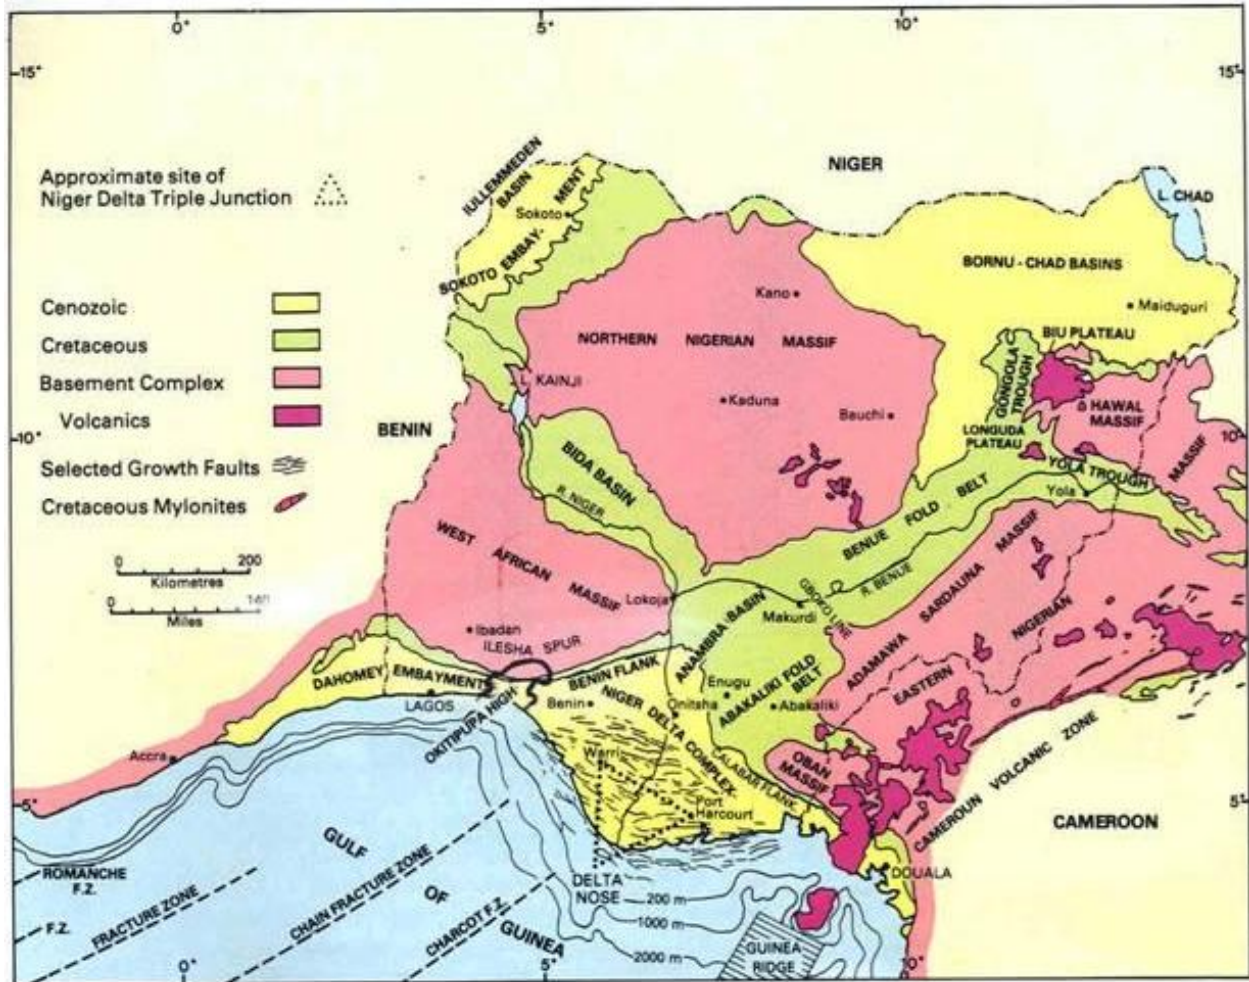 0°
5°
10°
15°
15°
NIGER
IULLEMMEDEN
BASIN
SOKOTO EMBAY-
MENT
Sokoto
L. CHAD
Approximate site of
Niger Delta Triple Junction
BORNU - CHAD BASINS
Maiduguri
Kano
Cenozoic
Cretaceous
Basement Complex
Volcanics
NORTHERN NIGERIAN MASSIF
BIU PLATEAU
GONGOLA
TROUGH
L. KAINJI
Kaduna
Bauchi
HAWAL
MASSIF
LONGUDA
PLATEAU
10°
10°
BENIN
MASSIF
Selected Growth Faults
Cretaceous Mylonites
BIDA BASIN
R. NIGER
YOLA TROUGH
Yola
BENUE FOLD BELT
R. BENUE
0 200
Kilometres
0
Miles
WEST AFRICAN MASSIF
Lokoja
Makurdi
GBOKO LINE
ADAMAWA SARDAUNA MASSIF
EASTERN NIGERIAN
Ibadan
ILESHA SPUR
ANAMBRA BASIN
DAHOMEY EMBAYMENT
BENIN FLANK
LAGOS
OKITIPUPA HIGH
Benin
NIGER DELTA COMPLEX
Onitsha
Enugu
Abakaliki
ABAKALIKI FOLD
BELT
Accra
Warri
CALABAR FLANK
OBAN
MASSIF
CAMEROUN VOLCANIC ZONE
5°
5°
Port
Harcourt
CAMEROON
GULF
OF
GUINEA
ROMANCHE
F.Z.
F.Z.
FRACTURE ZONE
CHAIN FRACTURE ZONE
CHARCOT F.Z.
DELTA
NOSE
200 m
1000 m
2000 m
DOUALA
GUINEA
RIDGE
0°
5°
10°